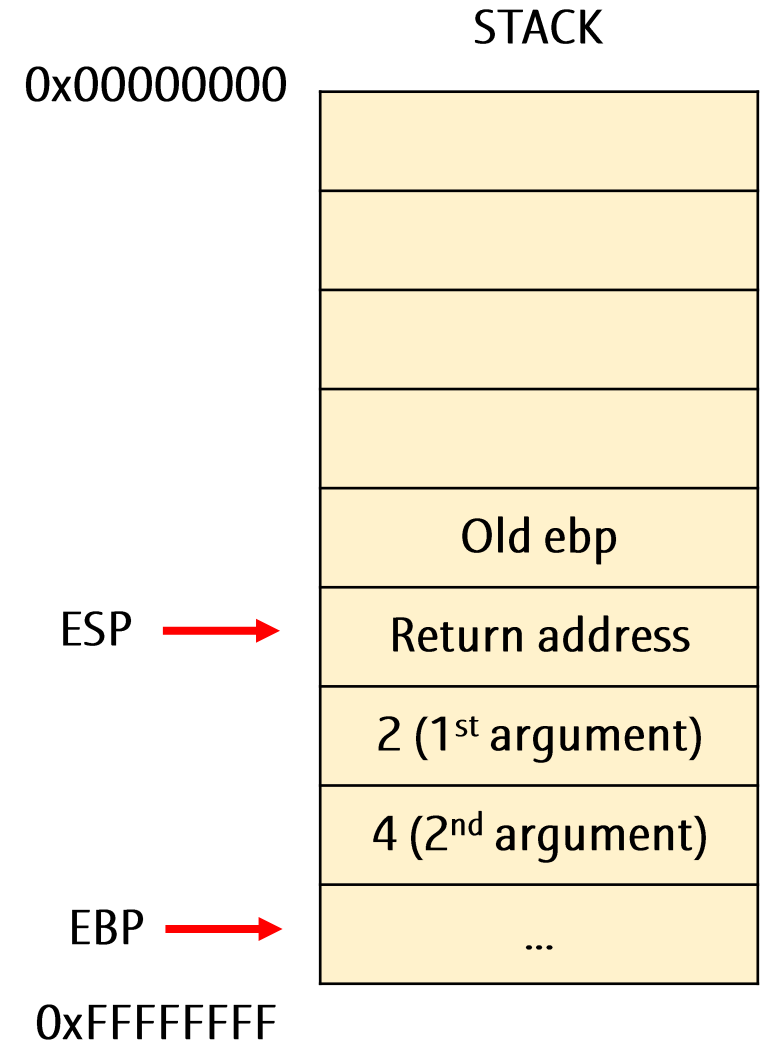 STACK
0x00000000
Old ebp
ESP
Return address
2 (1st argument)
4 (2nd argument)
EBP
...
0xFFFFFFFF